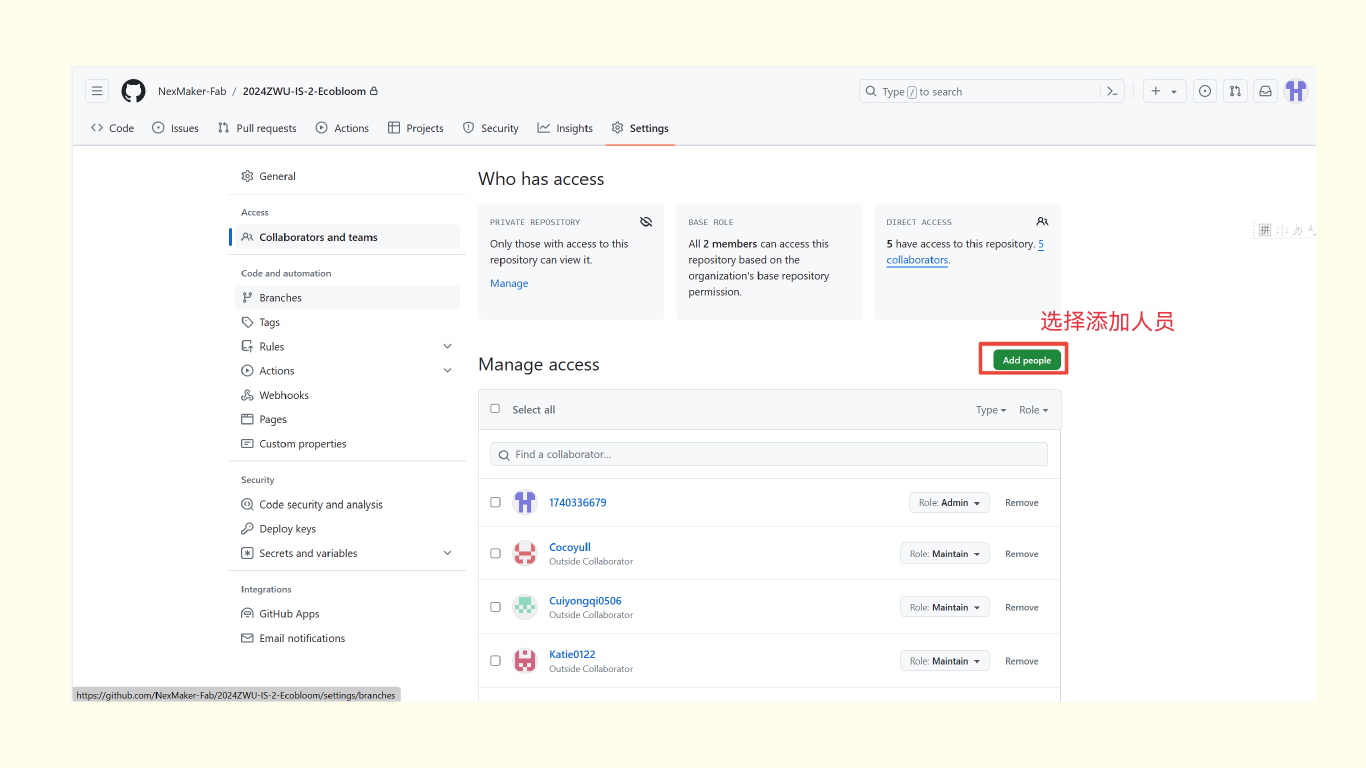 NexMaker-Fab / 2024ZWU-IS-2-Ecobloom
Type / to search
Code
Issues
Pull requests
Actions
Projects
Security
Insights
Settings
General
Access
Collaborators and teams
Code and automation
Branches
Tags
Rules
Actions
Webhooks
Pages
Custom properties
Security
Code security and analysis
Deploy keys
Secrets and variables
Integrations
GitHub Apps
Email notifications
https://github.com/NexMaker-Fab/2024ZWU-IS-2-Ecobloom/settings/branches
Who has access
PRIVATE REPOSITORY
Only those with access to this
repository can view it.
Manage
BASE ROLE
All 2 members can access this
repository based on the
organization's base repository
permission.
DIRECT ACCESS
5 have access to this repository. 5
collaborators.
拼
选择添加人员
Manage access
Add people
Select all
Type
Role
Find a collaborator...
1740336679
Role: Admin
Remove
Cocoyull
Outside Collaborator
Role: Maintain
Remove
Cuiyongqi0506
Outside Collaborator
Role: Maintain
Remove
Katie0122
Outside Collaborator
Role: Maintain
Remove